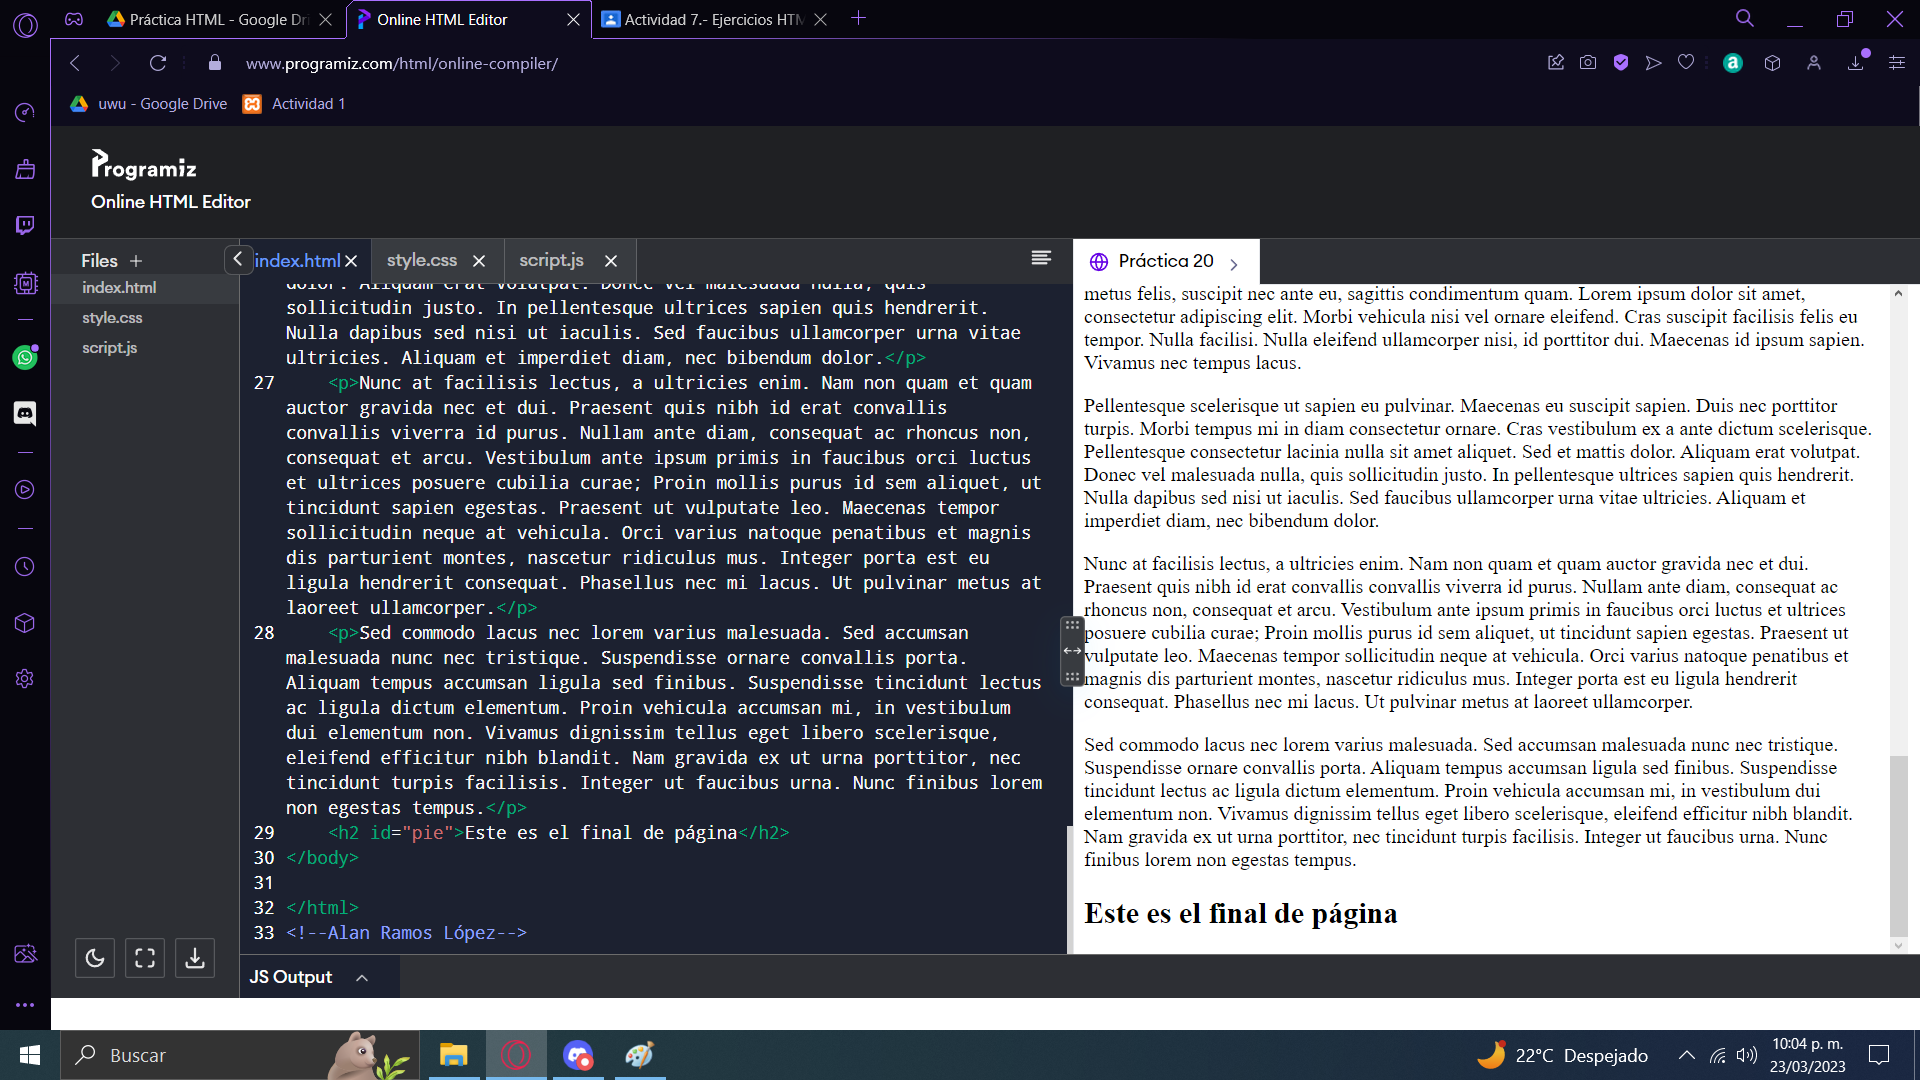 Práctica HTML - Google Dri
Online HTML Editor
Actividad 7.- Ejercicios HTM
www.programiz.com/html/online-compiler/
uwu - Google Drive
Actividad 1
Programiz
Online HTML Editor
Files +
index.html
style.css
script.js
index.html
style.css
script.js
Práctica 20
dolor. Aliquam erat volutpat. Donec vel malesuada nulla, quis
sollicitudin justo. In pellentesque ultrices sapien quis hendrerit.
Nulla dapibus sed nisi ut iaculis. Sed faucibus ullamcorper urna vitae
ultricies. Aliquam et imperdiet diam, nec bibendum dolor.</p>
27 <p>Nunc at facilisis lectus, a ultricies enim. Nam non quam et quam
auctor gravida nec et dui. Praesent quis nibh id erat convallis
convallis viverra id purus. Nullam ante diam, consequat ac rhoncus non,
consequat et arcu. Vestibulum ante ipsum primis in faucibus orci luctus
et ultrices posuere cubilia curae; Proin mollis purus id sem aliquet, ut
tincidunt sapien egestas. Praesent ut vulputate leo. Maecenas tempor
sollicitudin neque at vehicula. Orci varius natoque penatibus et magnis
dis parturient montes, nascetur ridiculus mus. Integer porta est eu
ligula hendrerit consequat. Phasellus nec mi lacus. Ut pulvinar metus at
laoreet ullamcorper.</p>
28 <p>Sed commodo lacus nec lorem varius malesuada. Sed accumsan
malesuada nunc nec tristique. Suspendisse ornare convallis porta.
Aliquam tempus accumsan ligula sed finibus. Suspendisse tincidunt lectus
ac ligula dictum elementum. Proin vehicula accumsan mi, in vestibulum
dui elementum non. Vivamus dignissim tellus eget libero scelerisque,
eleifend efficitur nibh blandit. Nam gravida ex ut urna porttitor, nec
tincidunt turpis facilisis. Integer ut faucibus urna. Nunc finibus lorem
non egestas tempus.</p>
29 <h2 id="pie">Este es el final de página</h2>
30 </body>
31
32 </html>
33 <!--Alan Ramos López-->
JS Output
metus felis, suscipit nec ante eu, sagittis condimentum quam. Lorem ipsum dolor sit amet,
consectetur adipiscing elit. Morbi vehicula nisi vel ornare eleifend. Cras suscipit facilisis felis eu
tempor. Nulla facilisi. Nulla eleifend ullamcorper nisi, id porttitor dui. Maecenas id ipsum sapien.
Vivamus nec tempus lacus.
Pellentesque scelerisque ut sapien eu pulvinar. Maecenas eu suscipit sapien. Duis nec porttitor
turpis. Morbi tempus mi in diam consectetur ornare. Cras vestibulum ex a ante dictum scelerisque.
Pellentesque consectetur lacinia nulla sit amet aliquet. Sed et mattis dolor. Aliquam erat volutpat.
Donec vel malesuada nulla, quis sollicitudin justo. In pellentesque ultrices sapien quis hendrerit.
Nulla dapibus sed nisi ut iaculis. Sed faucibus ullamcorper urna vitae ultricies. Aliquam et
imperdiet diam, nec bibendum dolor.
Nunc at facilisis lectus, a ultricies enim. Nam non quam et quam auctor gravida nec et dui.
Praesent quis nibh id erat convallis convallis viverra id purus. Nullam ante diam, consequat ac
rhoncus non, consequat et arcu. Vestibulum ante ipsum primis in faucibus orci luctus et ultrices
posuere cubilia curae; Proin mollis purus id sem aliquet, ut tincidunt sapien egestas. Praesent ut
vulputate leo. Maecenas tempor sollicitudin neque at vehicula. Orci varius natoque penatibus et
magnis dis parturient montes, nascetur ridiculus mus. Integer porta est eu ligula hendrerit
consequat. Phasellus nec mi lacus. Ut pulvinar metus at laoreet ullamcorper.
Sed commodo lacus nec lorem varius malesuada. Sed accumsan malesuada nunc nec tristique.
Suspendisse ornare convallis porta. Aliquam tempus accumsan ligula sed finibus. Suspendisse
tincidunt lectus ac ligula dictum elementum. Proin vehicula accumsan mi, in vestibulum dui
elementum non. Vivamus dignissim tellus eget libero scelerisque, eleifend efficitur nibh blandit.
Nam gravida ex ut urna porttitor, nec tincidunt turpis facilisis. Integer ut faucibus urna. Nunc
finibus lorem non egestas tempus.
Este es el final de página
Buscar
22°C Despejado
10:04 p. m.
23/03/2023